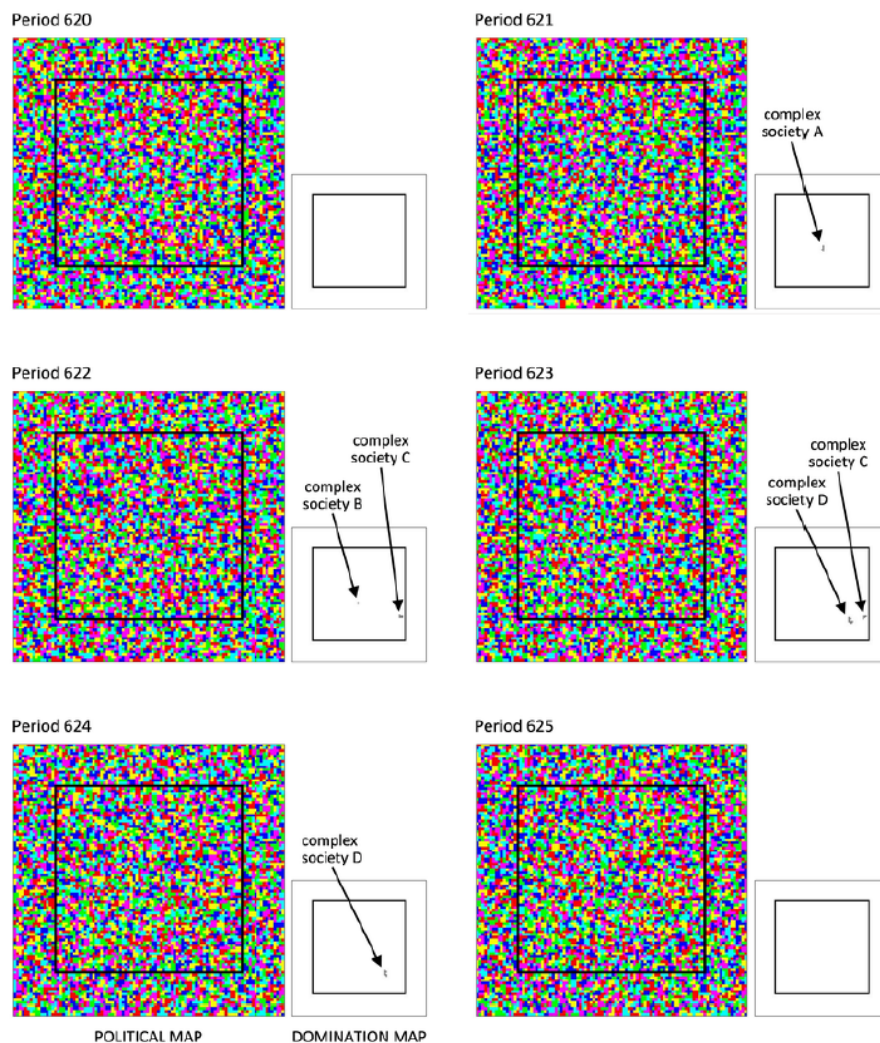 Period 620
Period 621
complex
society A
Period 622
Period 623
complex
society C
complex
society B
complex
society C
complex
society D
Period 624
Period 625
complex
society D
POLITICAL MAP
DOMINATION MAP